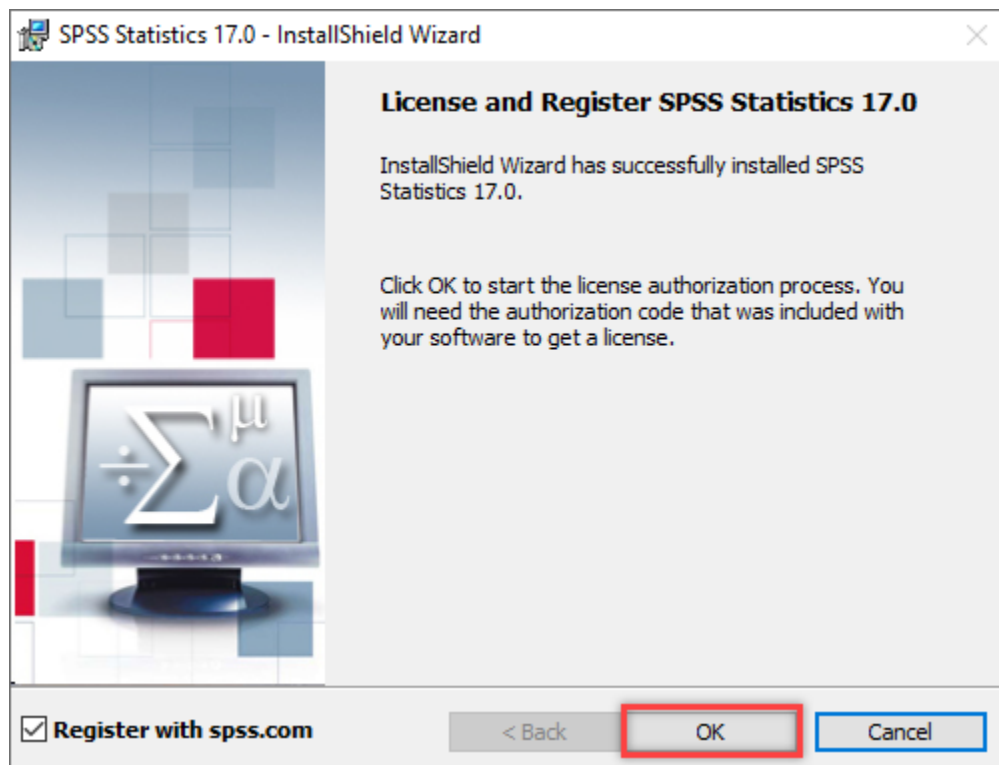 SPSS Statistics 17.0 - InstallShield Wizard
License and Register SPSS Statistics 17.0
InstallShield Wizard has successfully installed SPSS
Statistics 17.0.
Click OK to start the license authorization process. You
will need the authorization code that was included with
your software to get a license.
÷Σμα
Register with spss.com
< Back
OK
Cancel